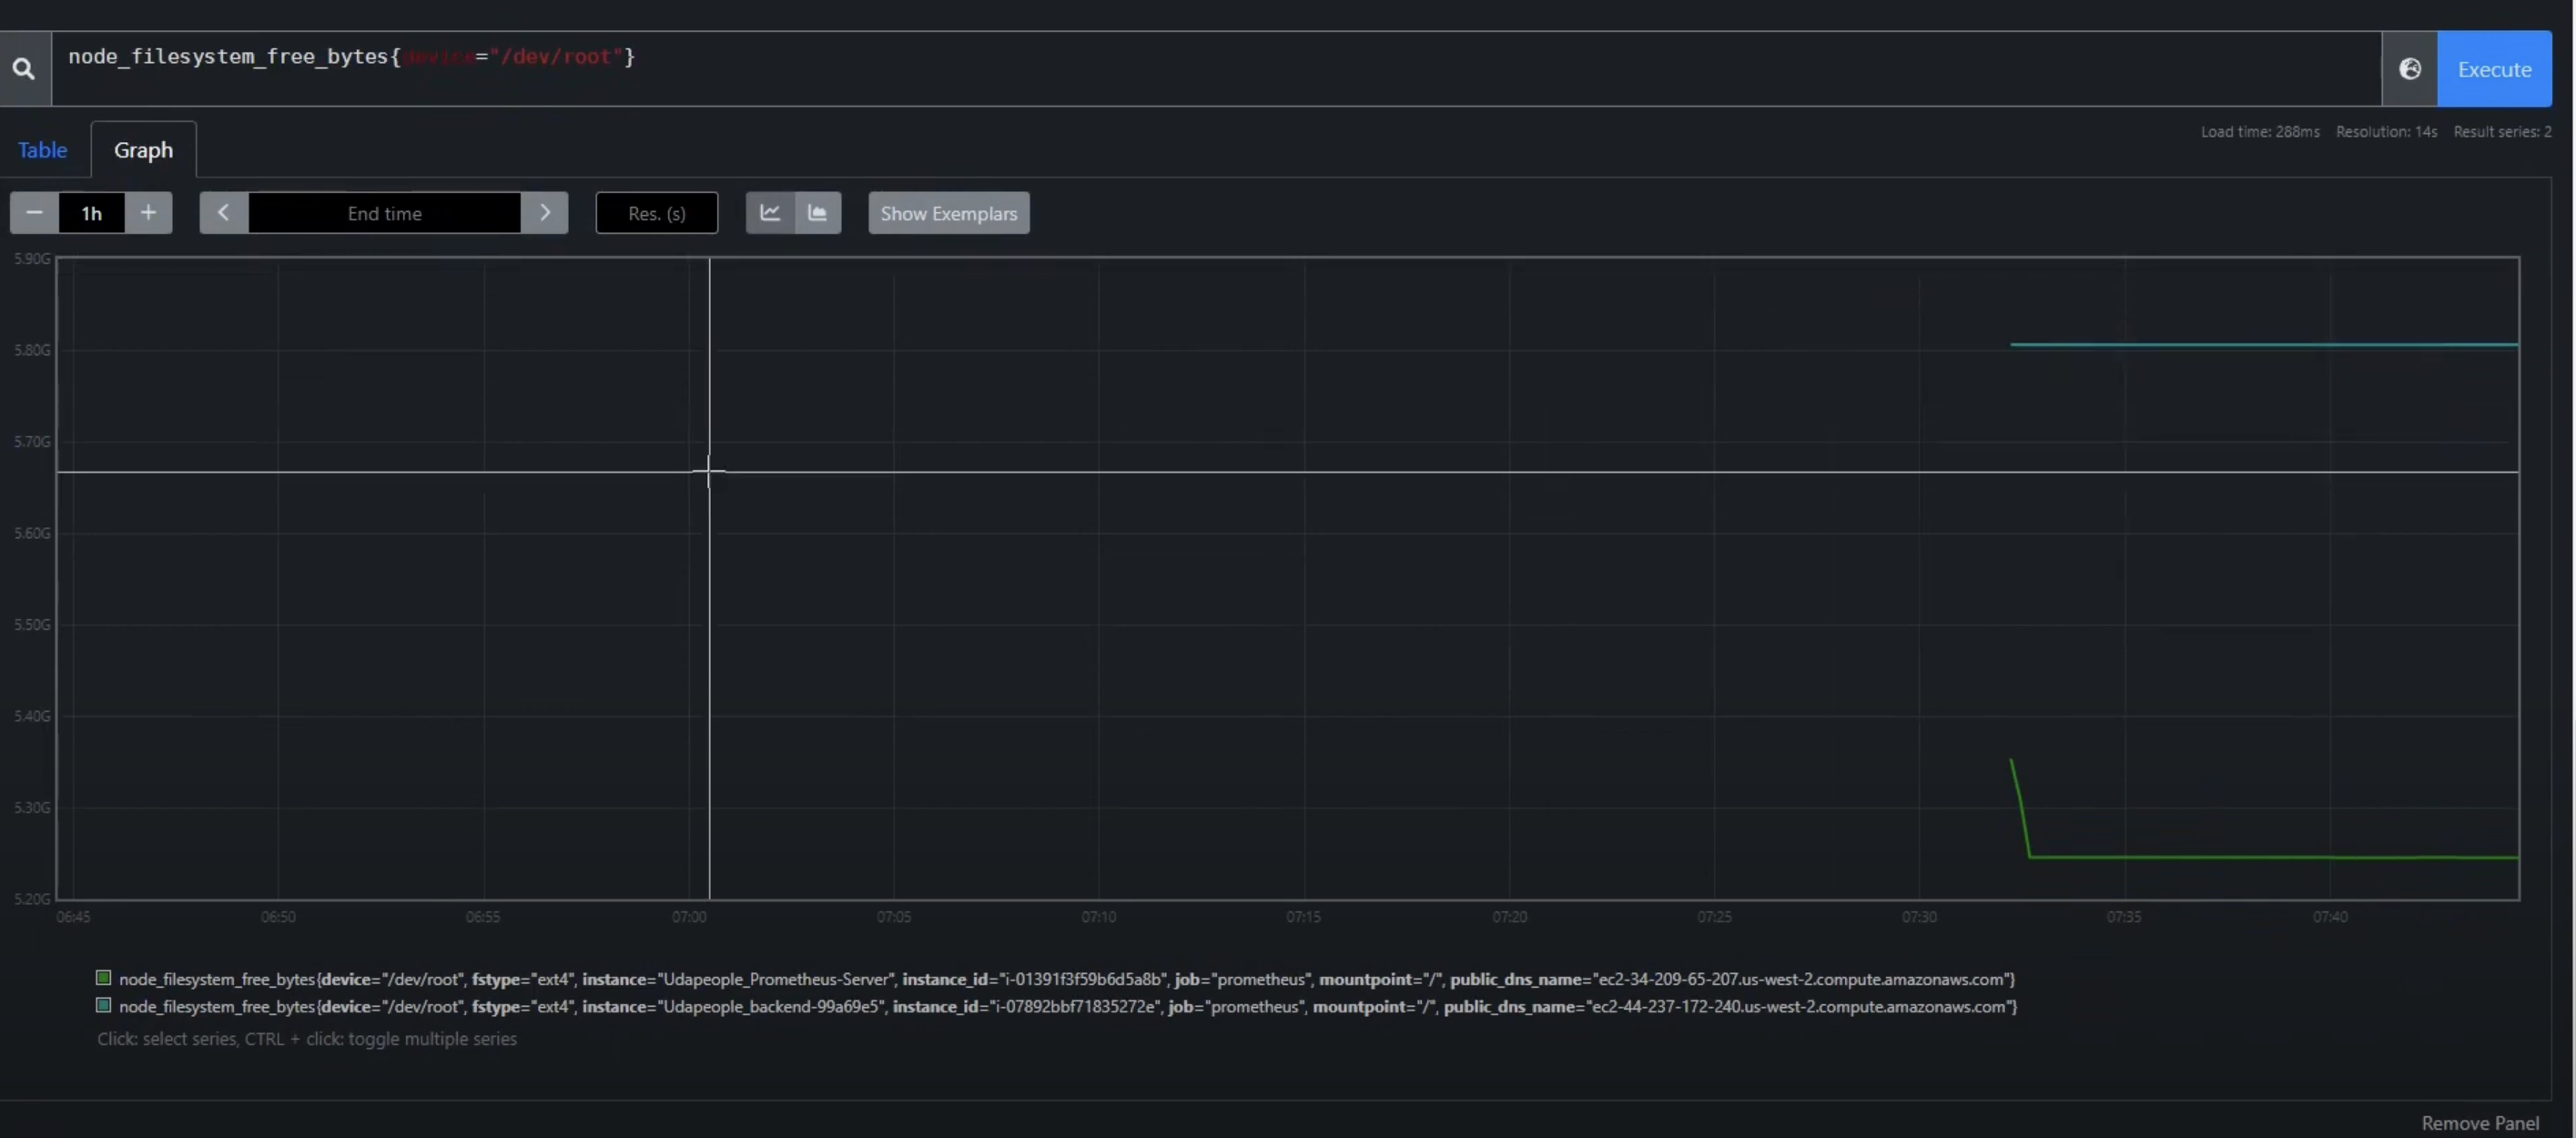 node_filesystem_free_bytes{device="/dev/root"}
Execute
Table Graph
Load time: 288ms Resolution: 14s Result series: 2
1h End time Res. (s) Show Exemplars
5.90G
5.80G
5.70G
5.60G
5.50G
5.40G
5.30G
5.20G
06:45 06:50 06:55 07:00 07:05 07:10 07:15 07:20 07:25 07:30 07:35 07:40
node_filesystem_free_bytes{device="/dev/root", fstype="ext4", instance="Udapeople_Prometheus-Server", instance_id="i-01391f3f59b6d5a8b", job="prometheus", mountpoint="/", public_dns_name="ec2-34-209-65-207.us-west-2.compute.amazonaws.com"}
node_filesystem_free_bytes{device="/dev/root", fstype="ext4", instance="Udapeople_backend-99a69e5", instance_id="i-07892bbf71835272e", job="prometheus", mountpoint="/", public_dns_name="ec2-44-237-172-240.us-west-2.compute.amazonaws.com"}
Click: select series, CTRL + click: toggle multiple series
Remove Panel